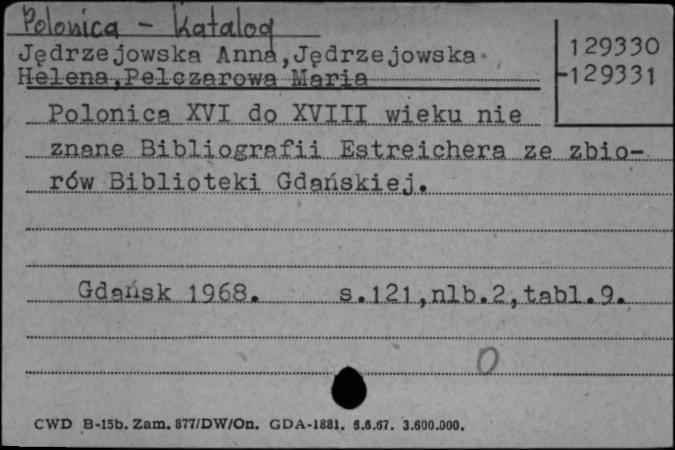 Polonica - Katalog
Jędrzejowska Anna,Jędrzejowska
Helena,Pelczarowa Maria
129330
-129331
Polonica XVI do XVIII wieku nie
znane Bibliografii Estreichera ze zbio-
rów Biblioteki Gdańskiej.
Gdańsk 1968. s.121,nlb.2,tabl.9.
0
CWD B-15b. Zam. 877/DW/On. GDA-1881. 6.6.67. 3.600.000.